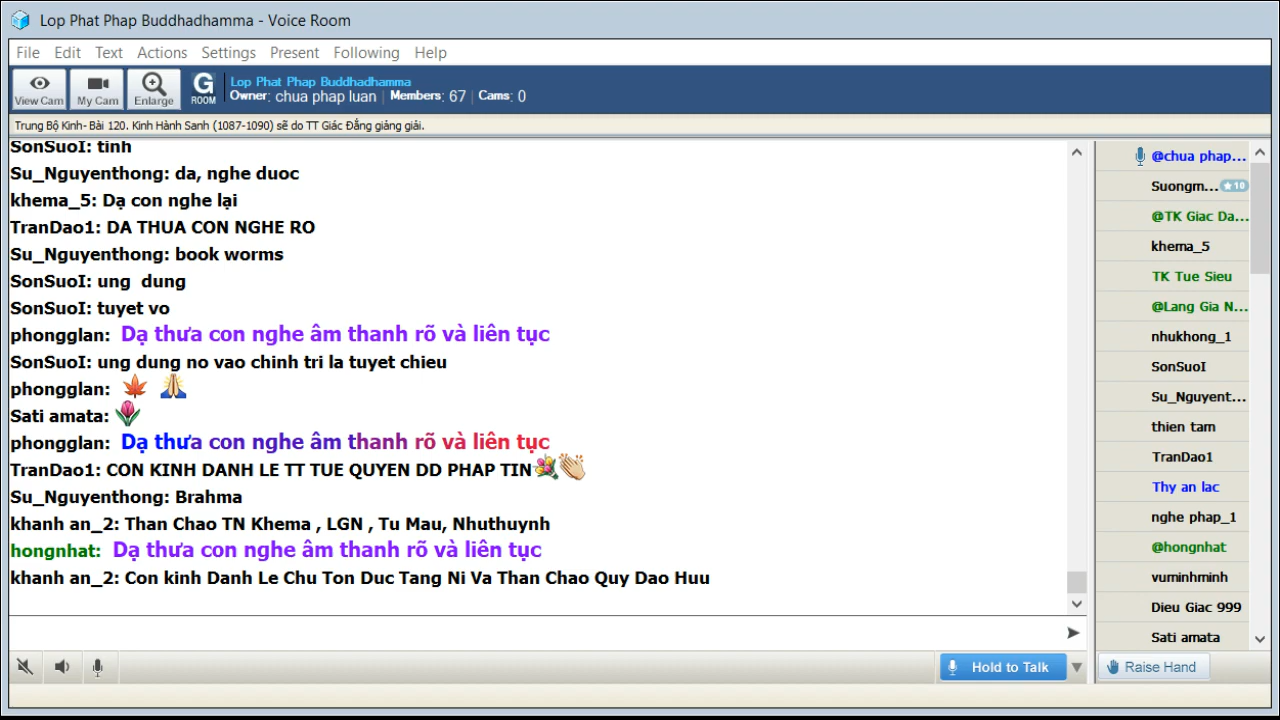 Lop Phat Phap Buddhadhamma - Voice Room
File Edit Text Actions Settings Present Following Help
View Cam My Cam Enlarge G ROOM
Lop Phat Phap Buddhadhamma
Owner: chua phap luan | Members: 67 | Cams: 0
Trung Bộ Kinh- Bài 120. Kinh Hành Sanh (1087-1090) sẽ do TT Giác Đẳng giảng giải.
SonSuoI: tinh
Su_Nguyenthong: da, nghe duoc
khema_5: Dạ con nghe lại
TranDao1: DA THUA CON NGHE RO
Su_Nguyenthong: book worms
SonSuoI: ung dung
SonSuoI: tuyet vo
phongglan: Dạ thưa con nghe âm thanh rõ và liên tục
SonSuoI: ung dung no vao chinh tri la tuyet chieu
phongglan:
Sati amata:
phongglan: Dạ thưa con nghe âm thanh rõ và liên tục
TranDao1: CON KINH DANH LE TT TUE QUYEN DD PHAP TIN
Su_Nguyenthong: Brahma
khanh an_2: Than Chao TN Khema , LGN , Tu Mau, Nhuthuynh
hongnhat: Dạ thưa con nghe âm thanh rõ và liên tục
khanh an_2: Con kinh Danh Le Chu Ton Duc Tang Ni Va Than Chao Quy Dao Huu
@chua phap...
Suongm... 10
@TK Giac Da...
khema_5
TK Tue Sieu
@Lang Gia N...
nhukhong_1
SonSuoI
Su_Nguyent...
thien tam
TranDao1
Thy an lac
nghe phap_1
@hongnhat
vuminhminh
Dieu Giac 999
Sati amata
Hold to Talk
Raise Hand